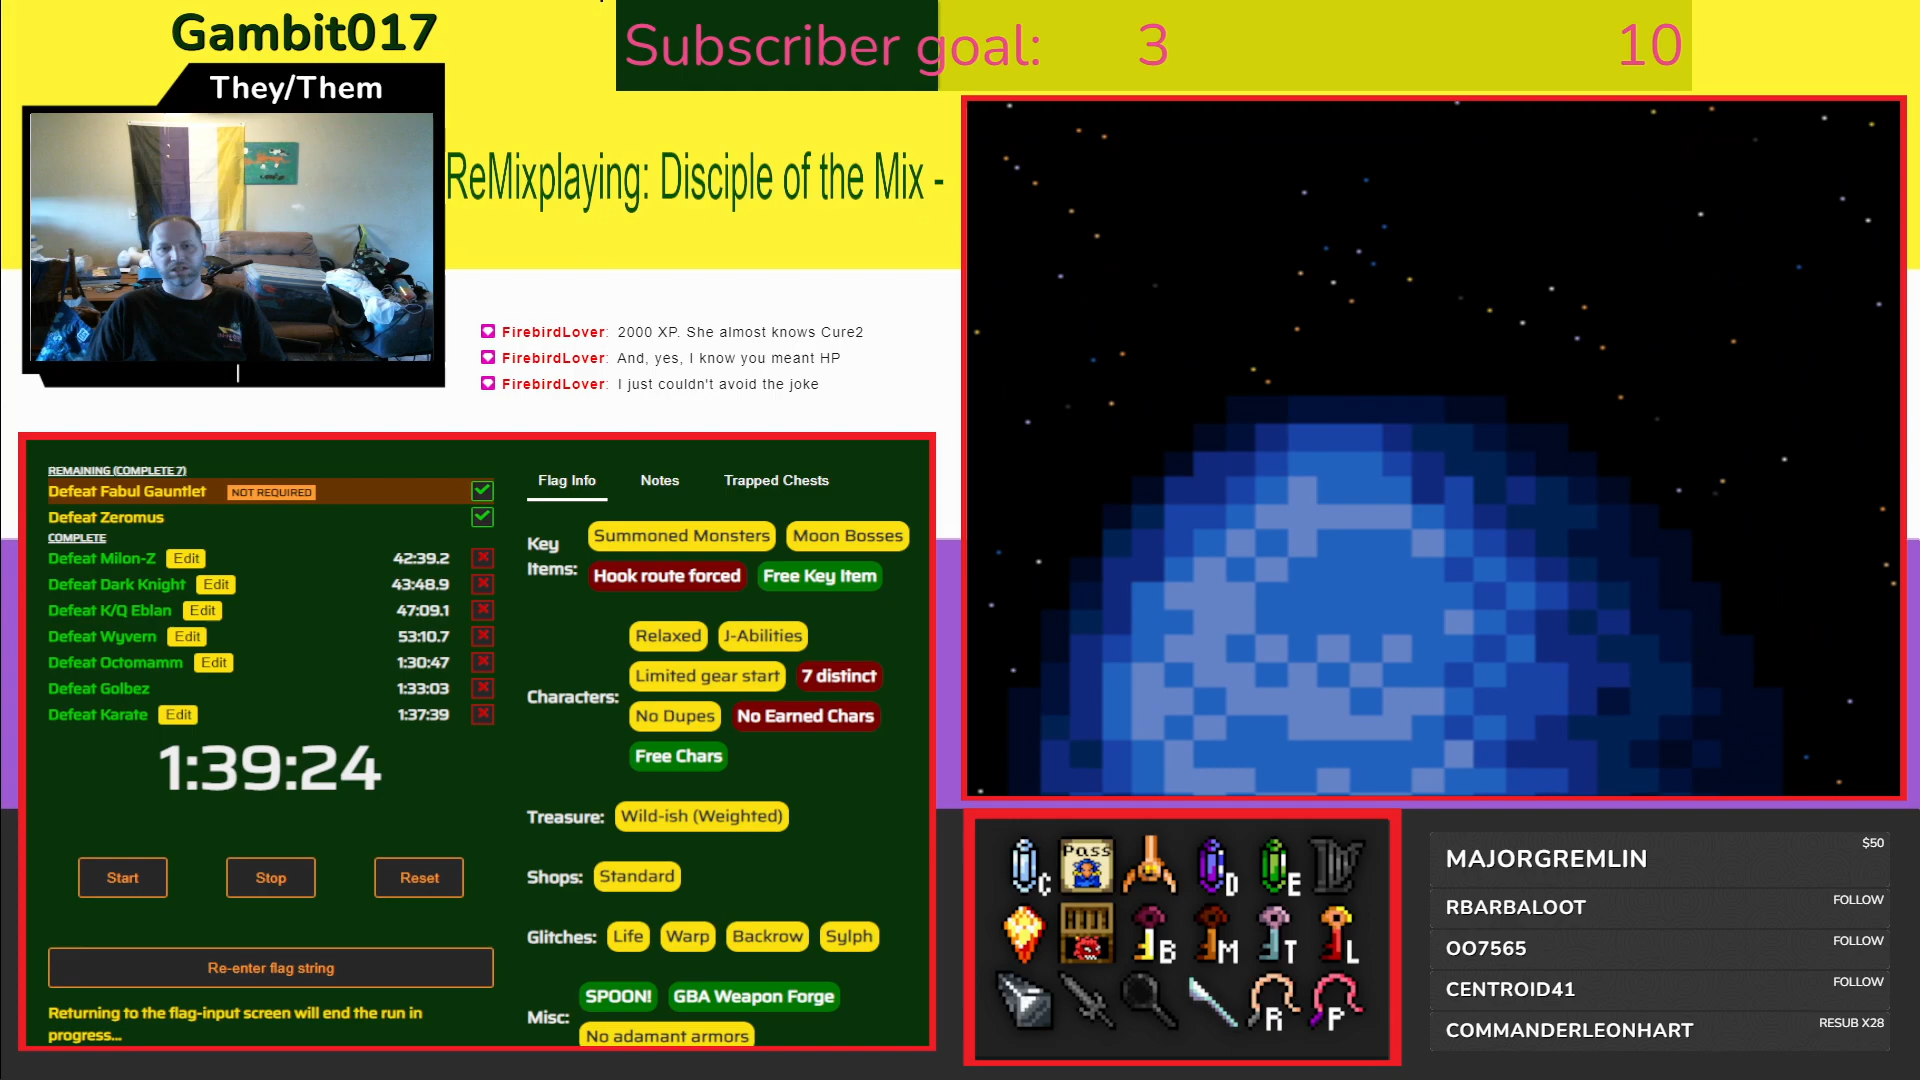 Gambit017
They/Them
Subscriber goal: 3 10
ReMixplaying: Disciple of the Mix -
FirebirdLover: 2000 XP. She almost knows Cure2
FirebirdLover: And, yes, I know you meant HP
FirebirdLover: I just couldn't avoid the joke
REMAINING (COMPLETE 7)
Defeat Fabul Gauntlet NOT REQUIRED
Defeat Zeromus
COMPLETE
Defeat Milon-Z Edit 42:39.2
Defeat Dark Knight Edit 43:48.9
Defeat K/Q Eblan Edit 47:09.1
Defeat Wyvern Edit 53:10.7
Defeat Octomamm Edit 1:30:47
Defeat Golbez 1:33:03
Defeat Karate Edit 1:37:39
1:39:24
Start Stop Reset
Re-enter flag string
Returning to the flag-input screen will end the run in
progress...
Flag Info Notes Trapped Chests
Key Items: Summoned Monsters Moon Bosses
Hook route forced Free Key Item
Characters: Relaxed J-Abilities
Limited gear start 7 distinct
No Dupes No Earned Chars
Free Chars
Treasure: Wild-ish (Weighted)
Shops: Standard
Glitches: Life Warp Backrow Sylph
Misc: SPOON! GBA Weapon Forge
No adamant armors
C Pass D E
B M T L
R P
MAJORGREMLIN $50
RBARBALOOT FOLLOW
OO7565 FOLLOW
CENTROID41 FOLLOW
COMMANDERLEONHART RESUB X28